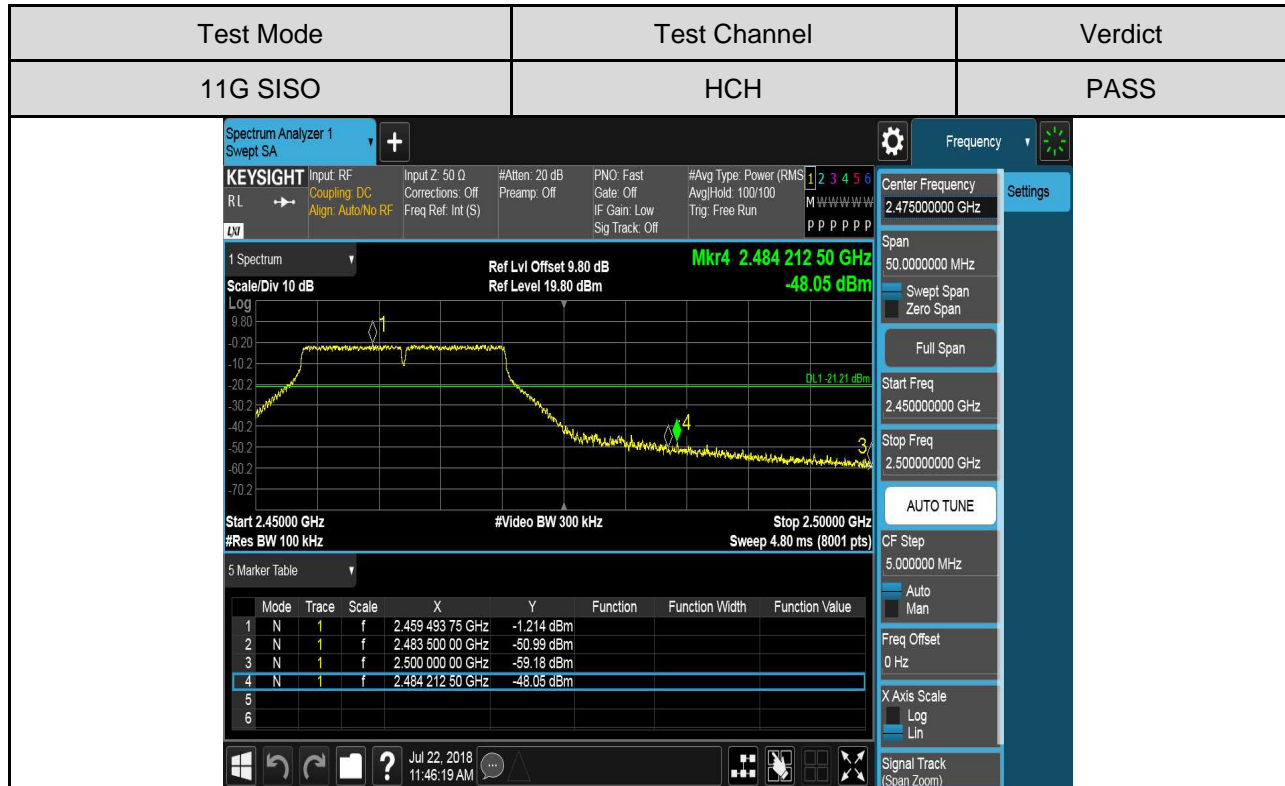 Test Mode Test Channel Verdict
11G SISO HCH PASS
Spectrum Analyzer 1
Swept SA
+
Frequency
KEYSIGHT Input: RF Input Z: 50 Ω #Atten: 20 dB PNO: Fast #Avg Type: Power (RMS 1 2 3 4 5 6
RL Coupling: DC Corrections: Off Preamp: Off Gate: Off Avg|Hold: 100/100 M W W W W W
Align: Auto/No RF Freq Ref: Int (S) IF Gain: Low Trig: Free Run
LXI Sig Track: Off P P P P P P
Center Frequency
2.475000000 GHz
Settings
1 Spectrum
Ref Lvl Offset 9.80 dB
Mkr4 2.484 212 50 GHz
Scale/Div 10 dB Ref Level 19.80 dBm -48.05 dBm
Log
9.80
-0.20
-10.2
-20.2
-30.2
-40.2
-50.2
-60.2
-70.2
1
DL1 -21.21 dBm
4
3
Start 2.45000 GHz #Video BW 300 kHz Stop 2.50000 GHz
#Res BW 100 kHz Sweep 4.80 ms (8001 pts)
Span
50.0000000 MHz
Swept Span
Zero Span
Full Span
Start Freq
2.450000000 GHz
Stop Freq
2.500000000 GHz
AUTO TUNE
CF Step
5.000000 MHz
Auto
Man
Freq Offset
0 Hz
X Axis Scale
Log
Lin
Signal Track
(Span Zoom)
5 Marker Table
Mode Trace Scale X Y Function Function Width Function Value
1 N 1 f 2.459 493 75 GHz -1.214 dBm
2 N 1 f 2.483 500 00 GHz -50.99 dBm
3 N 1 f 2.500 000 00 GHz -59.18 dBm
4 N 1 f 2.484 212 50 GHz -48.05 dBm
5
6
? Jul 22, 2018
11:46:19 AM